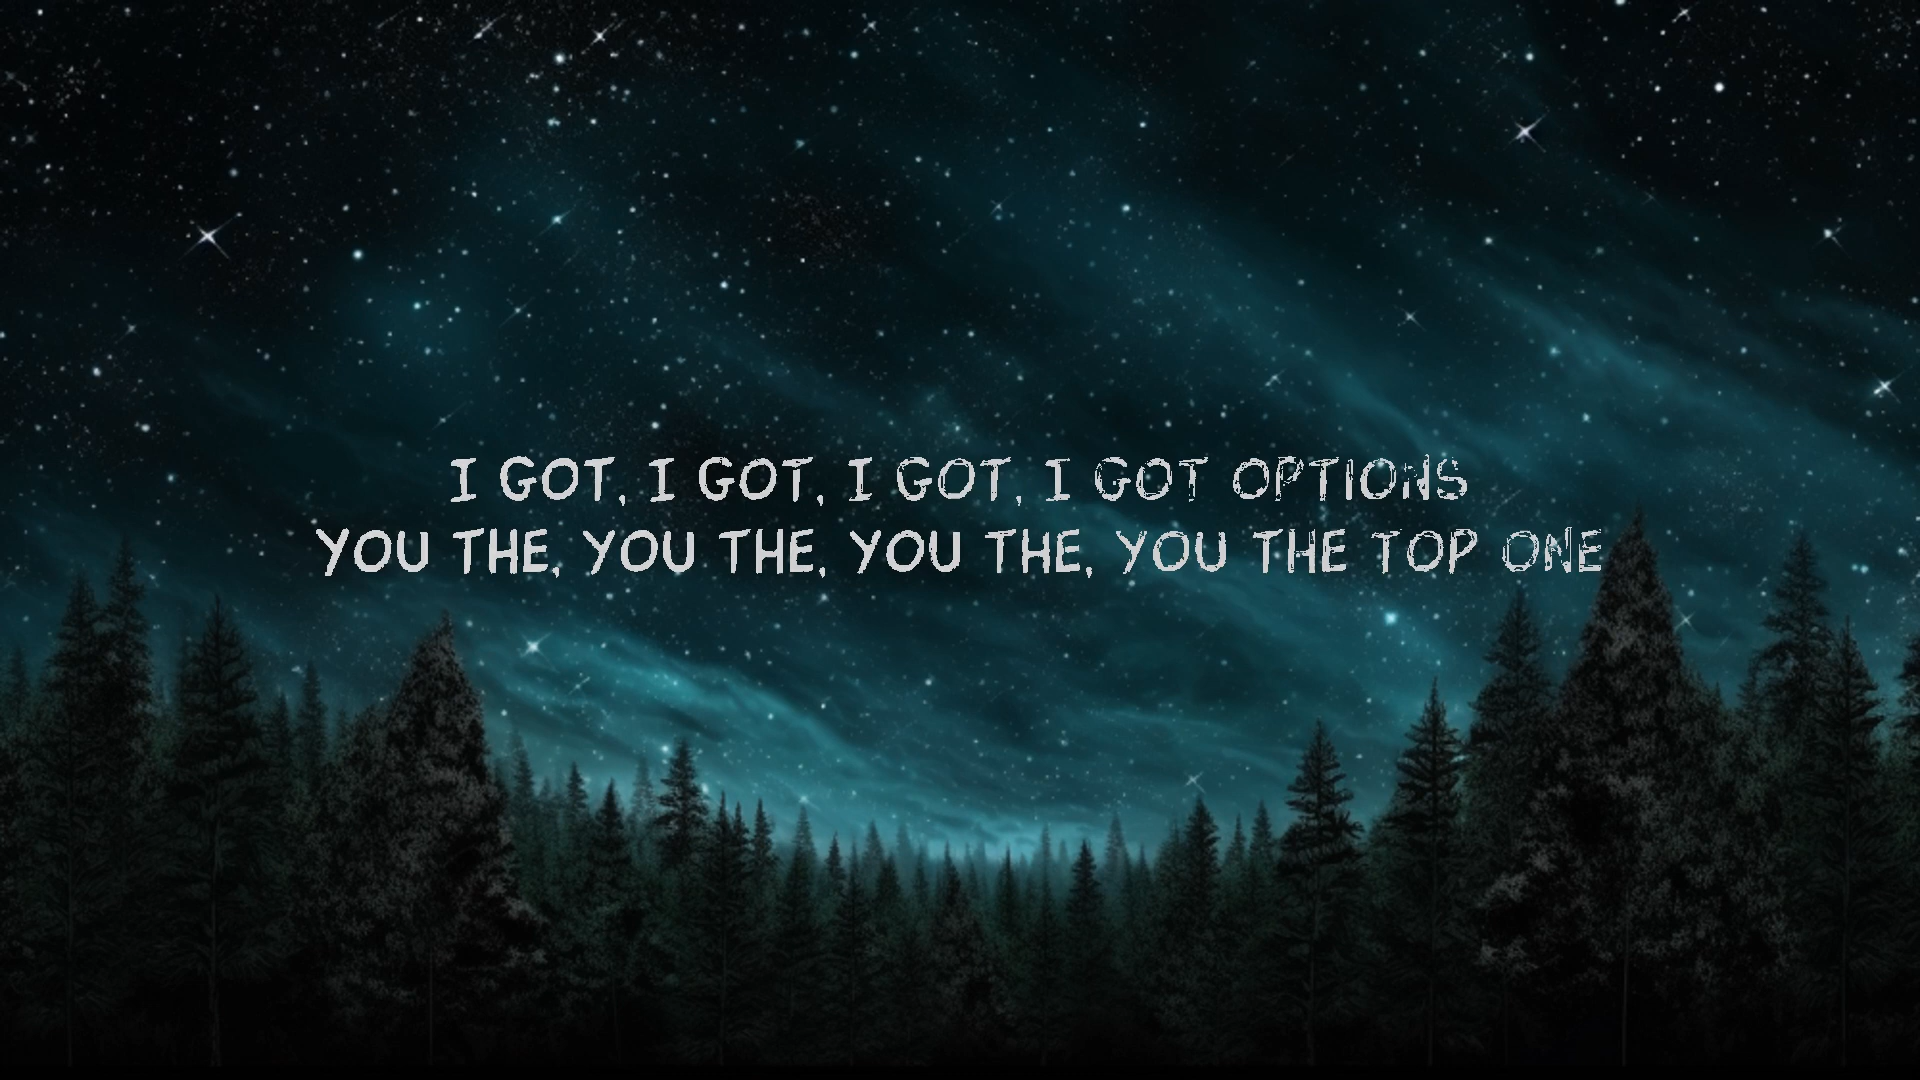 I GOT, I GOT, I GOT, I GOT OPTIONS
YOU THE, YOU THE, YOU THE, YOU THE TOP ONE